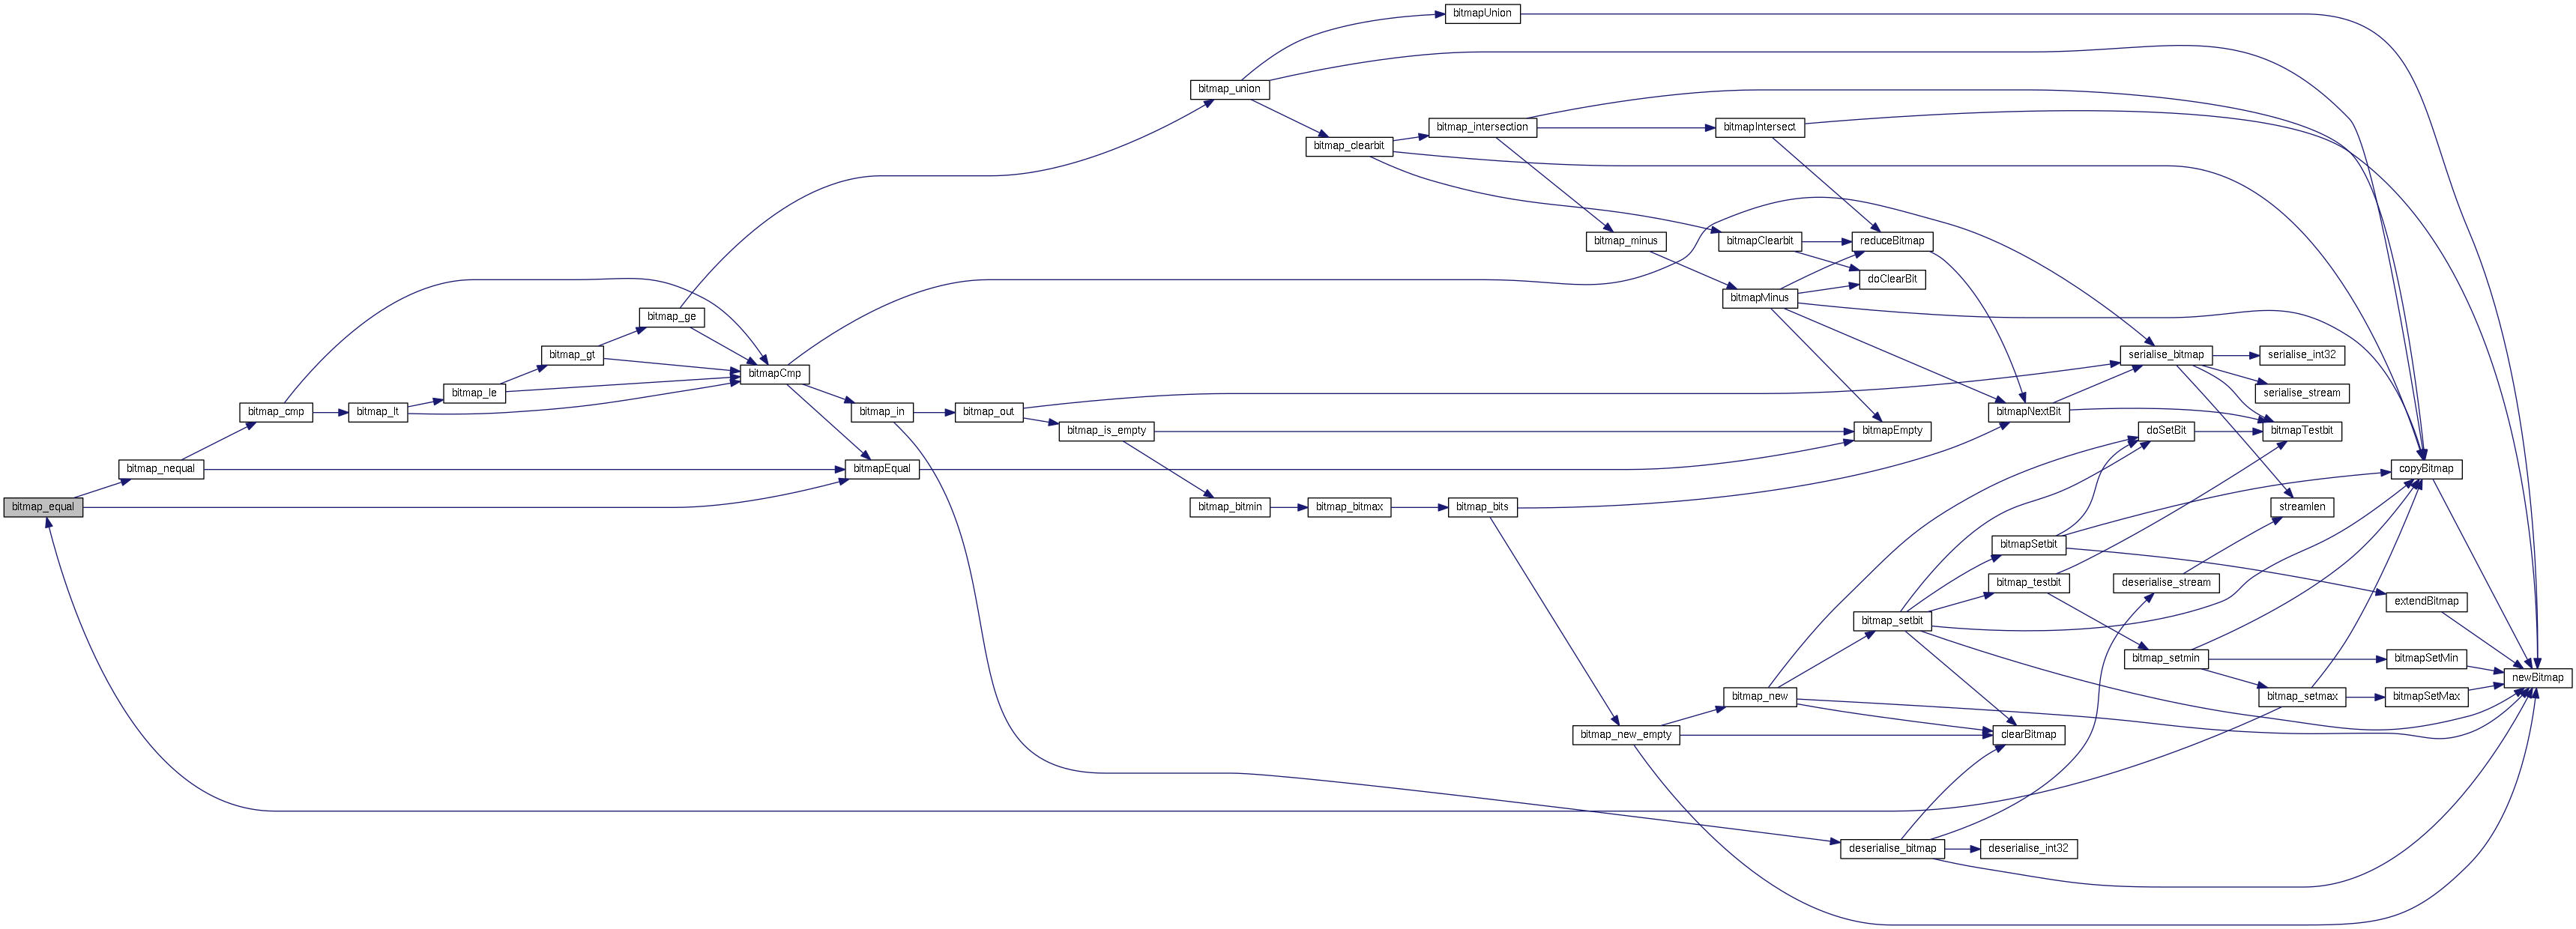 bitmapUnion
bitmap_union
bitmap_intersection
bitmapIntersect
bitmap_clearbit
bitmap_minus
bitmapClearbit
reduceBitmap
doClearBit
bitmapMinus
bitmap_ge
bitmap_gt
serialise_bitmap
serialise_int32
bitmapCmp
bitmap_le
serialise_stream
bitmap_cmp
bitmap_lt
bitmap_in
bitmap_out
bitmapNextBit
bitmap_is_empty
bitmapEmpty
doSetBit
bitmapTestbit
bitmap_nequal
bitmapEqual
copyBitmap
bitmap_equal
bitmap_bitmin
bitmap_bitmax
bitmap_bits
streamlen
bitmapSetbit
bitmap_testbit
deserialise_stream
extendBitmap
bitmap_setbit
bitmap_setmin
bitmapSetMin
newBitmap
bitmap_new
bitmap_setmax
bitmapSetMax
bitmap_new_empty
clearBitmap
deserialise_bitmap
deserialise_int32